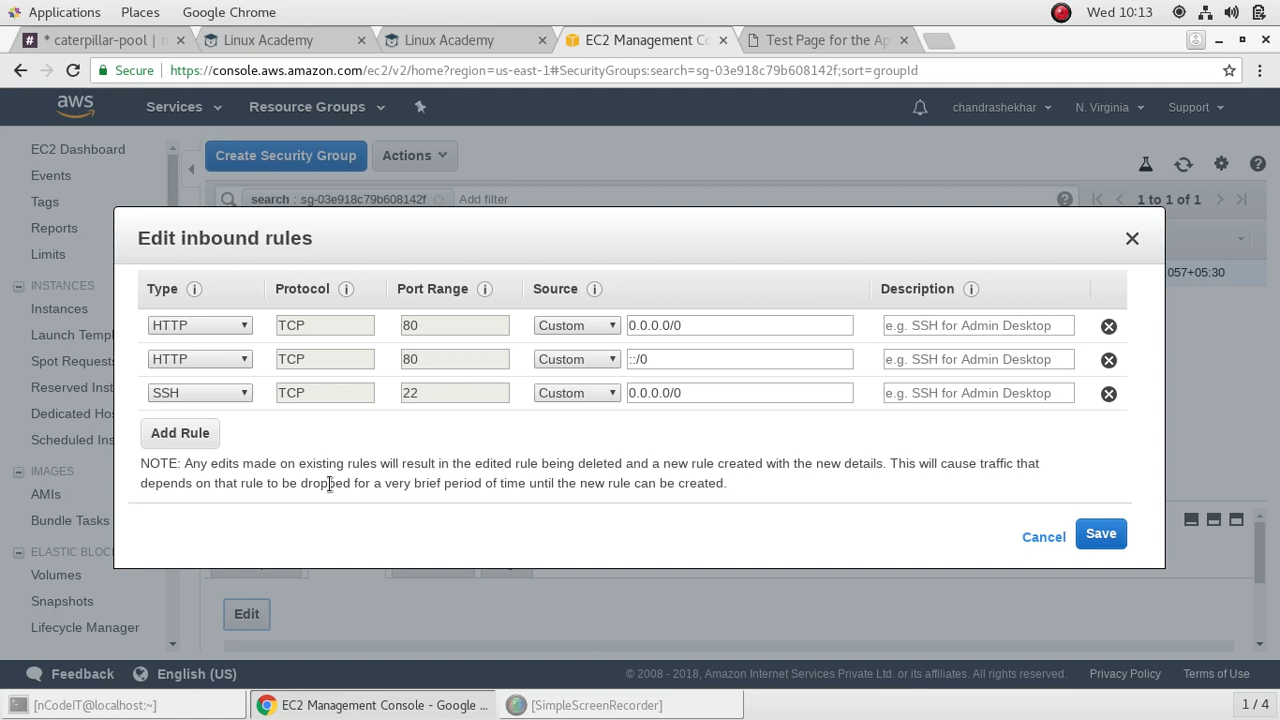 Applications Places Google Chrome Wed 10:13
# * caterpillar-pool | Linux Academy Linux Academy EC2 Management Co Test Page for the Ap
Secure https://console.aws.amazon.com/ec2/v2/home?region=us-east-1#SecurityGroups:search=sg-03e918c79b608142f;sort=groupId
aws Services Resource Groups chandrashekhar N. Virginia Support
EC2 Dashboard
Events
Tags
Reports
Limits
INSTANCES
Instances
Launch Templ
Spot Requests
Reserved Inst
Dedicated Hos
Scheduled Ins
IMAGES
AMIs
Bundle Tasks
ELASTIC BLOC
Volumes
Snapshots
Lifecycle Manager
Create Security Group Actions
search : sg-03e918c79b608142f Add filter 1 to 1 of 1
057+05:30
Edit inbound rules
Type Protocol Port Range Source Description
HTTP TCP 80 Custom 0.0.0.0/0 e.g. SSH for Admin Desktop
HTTP TCP 80 Custom ::/0 e.g. SSH for Admin Desktop
SSH TCP 22 Custom 0.0.0.0/0 e.g. SSH for Admin Desktop
Add Rule
NOTE: Any edits made on existing rules will result in the edited rule being deleted and a new rule created with the new details. This will cause traffic that
depends on that rule to be dropped for a very brief period of time until the new rule can be created.
Cancel Save
Edit
Feedback English (US) © 2008 - 2018, Amazon Internet Services Private Ltd. or its affiliates. All rights reserved. Privacy Policy Terms of Use
[nCodeIT@localhost:~] EC2 Management Console - Google ... [SimpleScreenRecorder] 1 / 4